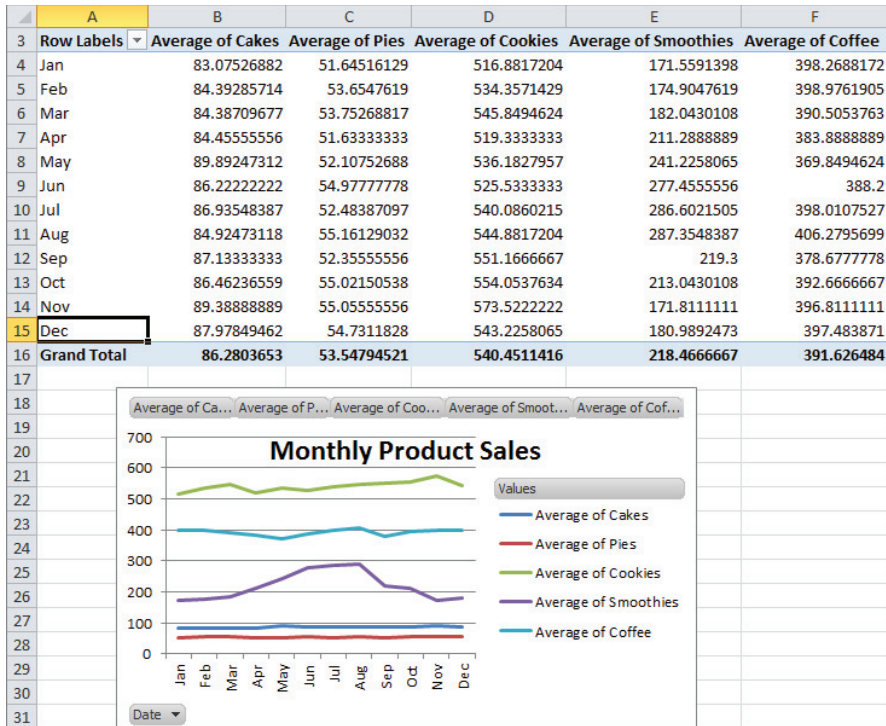 A B C D E F
3 Row Labels Average of Cakes Average of Pies Average of Cookies Average of Smoothies Average of Coffee
4 Jan 83.07526882 51.64516129 516.8817204 171.5591398 398.2688172
5 Feb 84.39285714 53.6547619 534.3571429 174.9047619 398.9761905
6 Mar 84.38709677 53.75268817 545.8494624 182.0430108 390.5053763
7 Apr 84.45555556 51.63333333 519.3333333 211.2888889 383.8888889
8 May 89.89247312 52.10752688 536.1827957 241.2258065 369.8494624
9 Jun 86.22222222 54.97777778 525.5333333 277.4555556 388.2
10 Jul 86.93548387 52.48387097 540.0860215 286.6021505 398.0107527
11 Aug 84.92473118 55.16129032 544.8817204 287.3548387 406.2795699
12 Sep 87.13333333 52.35555556 551.1666667 219.3 378.6777778
13 Oct 86.46236559 55.02150538 554.0537634 213.0430108 392.6666667
14 Nov 89.38888889 55.05555556 573.5222222 171.8111111 396.8111111
15 Dec 87.97849462 54.7311828 543.2258065 180.9892473 397.483871
16 Grand Total 86.2803653 53.54794521 540.4511416 218.4666667 391.626484
17
18 Average of Ca... Average of P... Average of Coo... Average of Smoot... Average of Cof...
19
700
20 Monthly Product Sales
600
21 Values
22 500
Average of Cakes
23 400
24 Average of Pies
25 300 Average of Cookies
26 200 Average of Smoothies
27 100
Average of Coffee
28 0
29 Jan Feb Mar Apr May Jun Jul Aug Sep Oct Nov Dec
30
31 Date